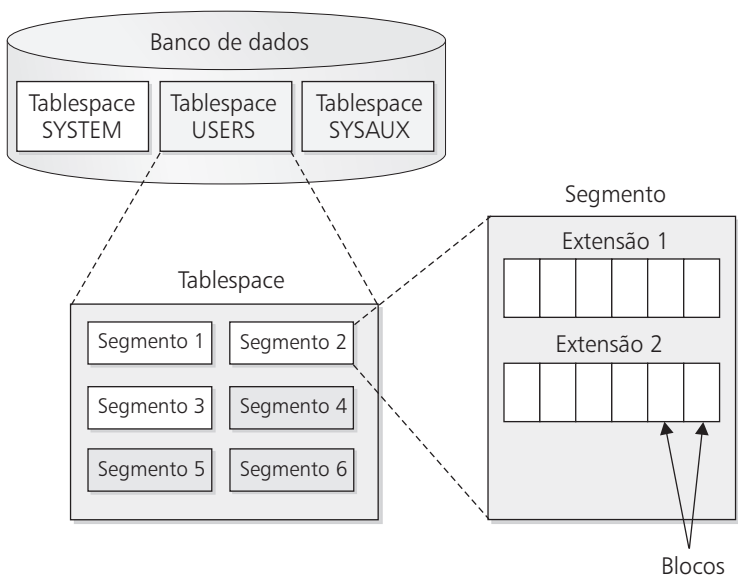 Banco de dados
Tablespace
SYSTEM
Tablespace
USERS
Tablespace
SYSAUX
Tablespace
Segmento 1
Segmento 2
Segmento 3
Segmento 4
Segmento 5
Segmento 6
Segmento
Extensão 1
Extensão 2
Blocos